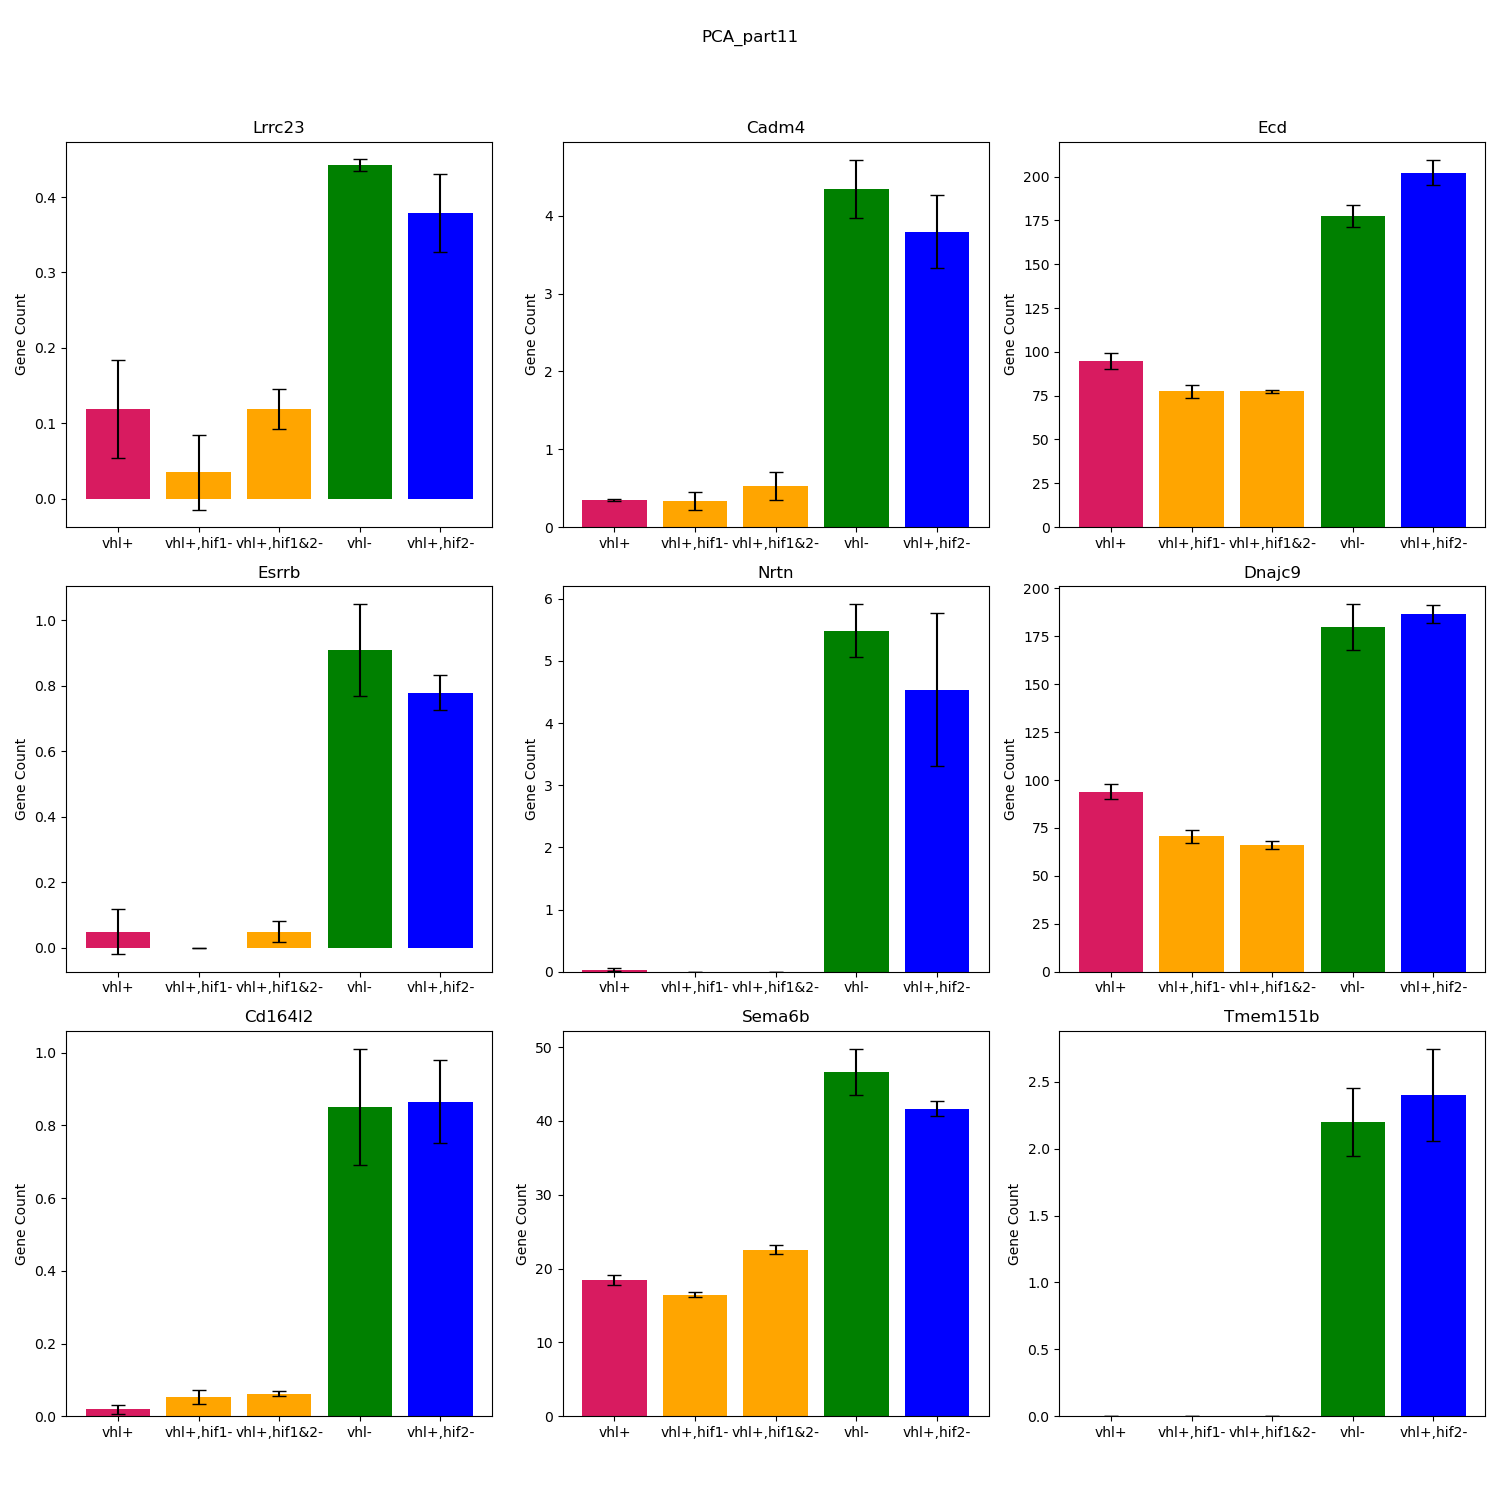 PCA_part11
Lrrc23
Gene Count
0.4
0.3
0.2
0.1
0.0
vhl+ vhl+,hif1- vhl+,hif1&2- vhl- vhl+,hif2-
Cadm4
Gene Count
4
3
2
1
0
vhl+ vhl+,hif1- vhl+,hif1&2- vhl- vhl+,hif2-
Ecd
Gene Count
200
175
150
125
100
75
50
25
0
vhl+ vhl+,hif1- vhl+,hif1&2- vhl- vhl+,hif2-
Esrrb
Gene Count
1.0
0.8
0.6
0.4
0.2
0.0
vhl+ vhl+,hif1- vhl+,hif1&2- vhl- vhl+,hif2-
Nrtn
Gene Count
6
5
4
3
2
1
0
vhl+ vhl+,hif1- vhl+,hif1&2- vhl- vhl+,hif2-
Dnajc9
Gene Count
200
175
150
125
100
75
50
25
0
vhl+ vhl+,hif1- vhl+,hif1&2- vhl- vhl+,hif2-
Cd164l2
Gene Count
1.0
0.8
0.6
0.4
0.2
0.0
vhl+ vhl+,hif1- vhl+,hif1&2- vhl- vhl+,hif2-
Sema6b
Gene Count
50
40
30
20
10
0
vhl+ vhl+,hif1- vhl+,hif1&2- vhl- vhl+,hif2-
Tmem151b
Gene Count
2.5
2.0
1.5
1.0
0.5
0.0
vhl+ vhl+,hif1- vhl+,hif1&2- vhl- vhl+,hif2-